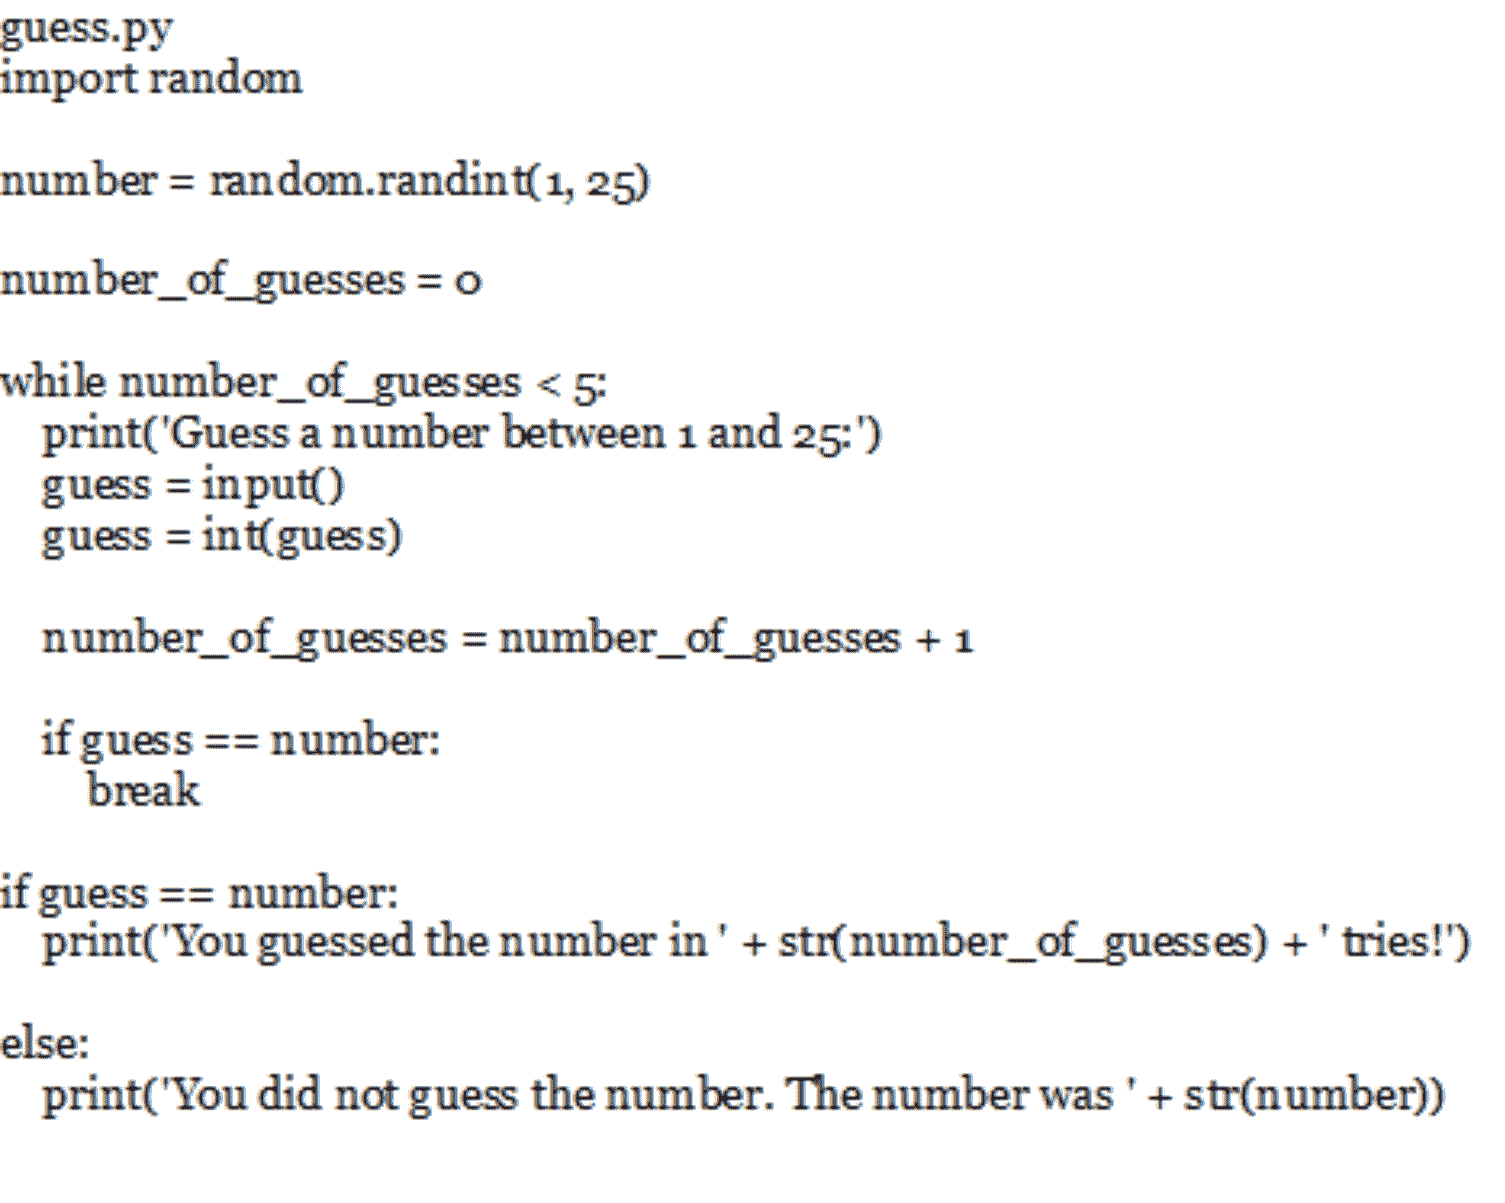 guess.py
import random
number = random.randint(1, 25)
number_of_guesses = 0
while number_of_guesses < 5:
    print('Guess a number between 1 and 25:')
    guess = input()
    guess = int(guess)
    number_of_guesses = number_of_guesses + 1
    if guess == number:
        break
if guess == number:
    print('You guessed the number in ' + str(number_of_guesses) + ' tries!')
else:
    print('You did not guess the number. The number was ' + str(number))